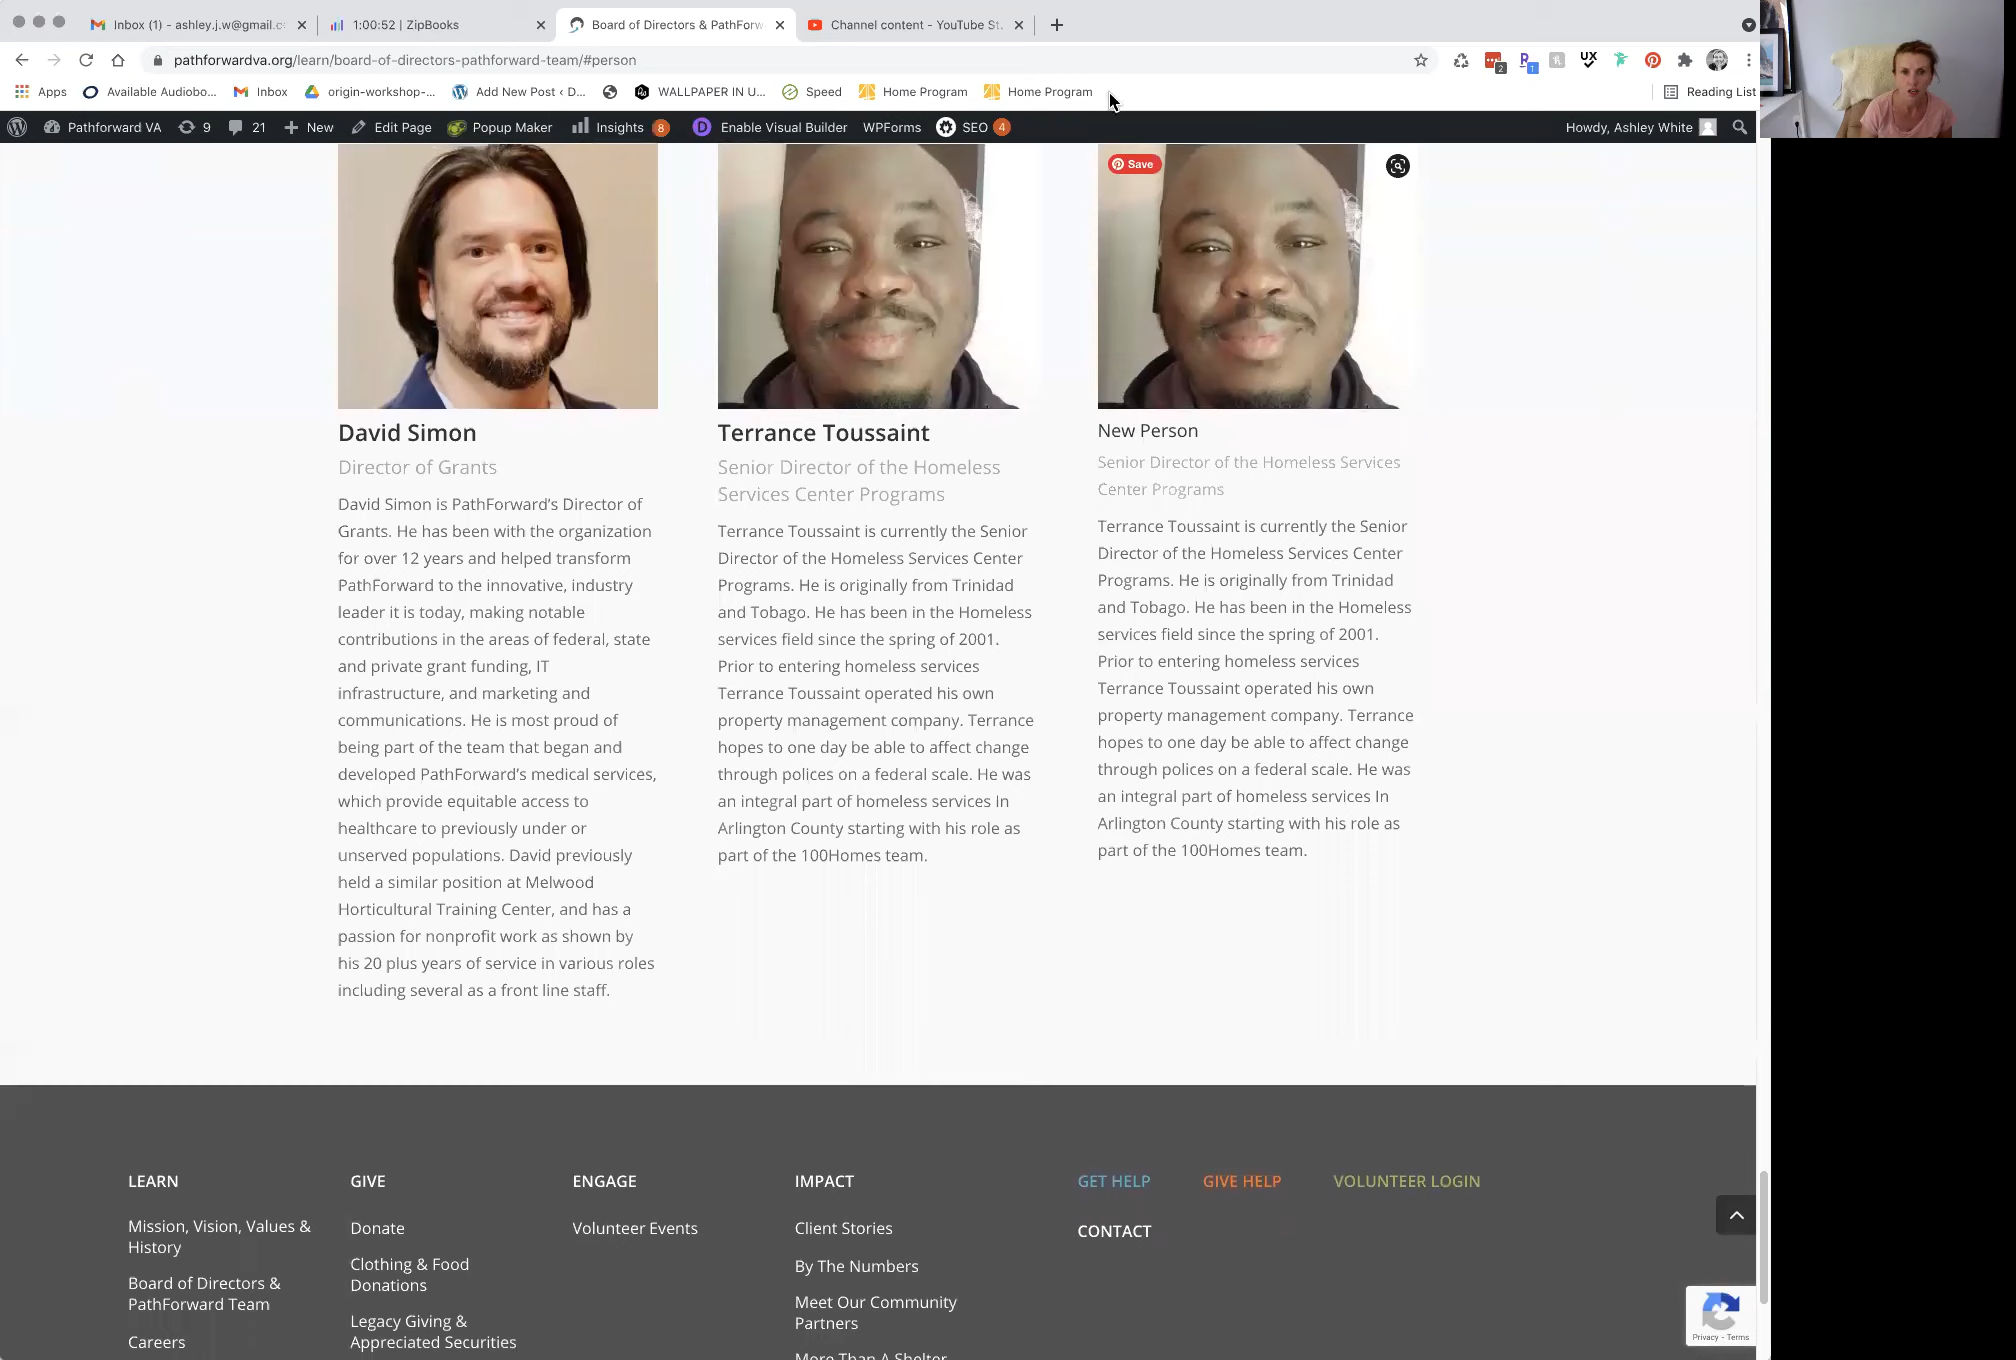 Inbox (1) - ashley.j.w@gmail.c
1:00:52 | ZipBooks
Board of Directors & PathForw
Channel content - YouTube St.
pathforwardva.org/learn/board-of-directors-pathforward-team/#person
Apps
Available Audiobo...
Inbox
origin-workshop-...
Add New Post ‹ D...
WALLPAPER IN U...
Speed
Home Program
Home Program
Reading List
Pathforward VA
9
21
New
Edit Page
Popup Maker
Insights 8
Enable Visual Builder
WPForms
SEO 4
Howdy, Ashley White
Save
David Simon
Director of Grants
David Simon is PathForward's Director of
Grants. He has been with the organization
for over 12 years and helped transform
PathForward to the innovative, industry
leader it is today, making notable
contributions in the areas of federal, state
and private grant funding, IT
infrastructure, and marketing and
communications. He is most proud of
being part of the team that began and
developed PathForward's medical services,
which provide equitable access to
healthcare to previously under or
unserved populations. David previously
held a similar position at Melwood
Horticultural Training Center, and has a
passion for nonprofit work as shown by
his 20 plus years of service in various roles
including several as a front line staff.
Terrance Toussaint
Senior Director of the Homeless
Services Center Programs
Terrance Toussaint is currently the Senior
Director of the Homeless Services Center
Programs. He is originally from Trinidad
and Tobago. He has been in the Homeless
services field since the spring of 2001.
Prior to entering homeless services
Terrance Toussaint operated his own
property management company. Terrance
hopes to one day be able to affect change
through polices on a federal scale. He was
an integral part of homeless services In
Arlington County starting with his role as
part of the 100Homes team.
New Person
Senior Director of the Homeless Services
Center Programs
Terrance Toussaint is currently the Senior
Director of the Homeless Services Center
Programs. He is originally from Trinidad
and Tobago. He has been in the Homeless
services field since the spring of 2001.
Prior to entering homeless services
Terrance Toussaint operated his own
property management company. Terrance
hopes to one day be able to affect change
through polices on a federal scale. He was
an integral part of homeless services In
Arlington County starting with his role as
part of the 100Homes team.
LEARN
Mission, Vision, Values &
History
Board of Directors &
PathForward Team
Careers
GIVE
Donate
Clothing & Food
Donations
Legacy Giving &
Appreciated Securities
ENGAGE
Volunteer Events
IMPACT
Client Stories
By The Numbers
Meet Our Community
Partners
More Than A Shelter
GET HELP
GIVE HELP
VOLUNTEER LOGIN
CONTACT
Privacy - Terms